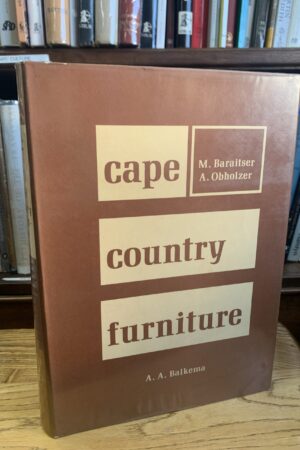 cape
M. Baraitser
A. Obholzer
country
furniture
A. A. Balkema